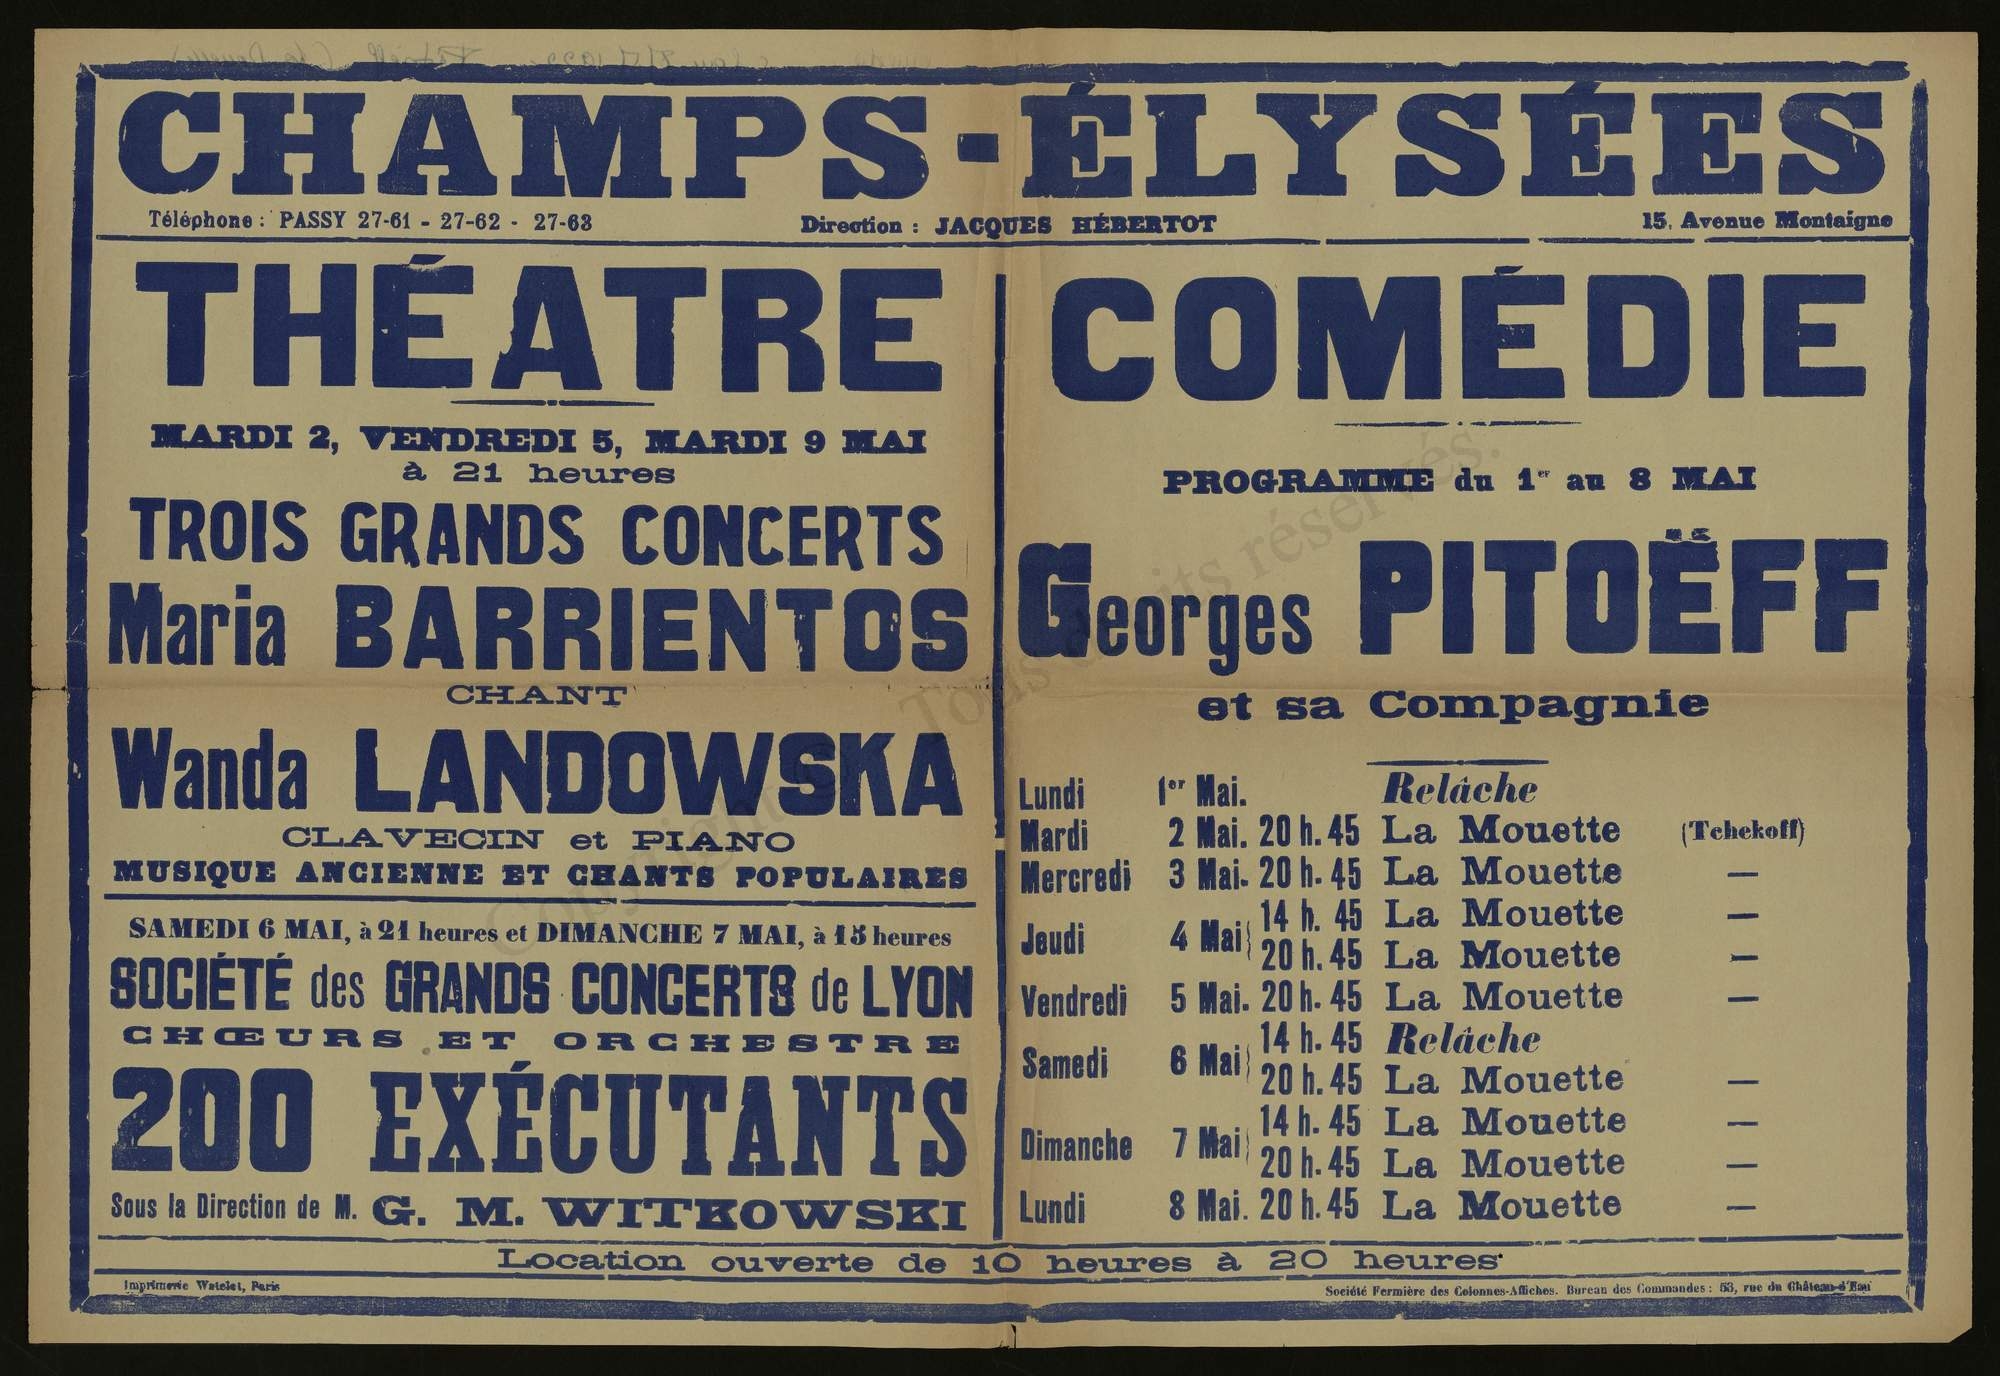 CHAMPS-ÉLYSÉES
Téléphone : PASSY 27-61 - 27-62 - 27-63
Direction : JACQUES HÉBERTOT
15, Avenue Montaigne
THÉATRE
MARDI 2, VENDREDI 5, MARDI 9 MAI
à 21 heures
TROIS GRANDS CONCERTS
Maria BARRIENTOS
CHANT
Wanda LANDOWSKA
CLAVECIN et PIANO
MUSIQUE ANCIENNE ET CHANTS POPULAIRES
SAMEDI 6 MAI, à 21 heures et DIMANCHE 7 MAI, à 15 heures
SOCIÉTÉ des GRANDS CONCERTS de LYON
CHŒURS ET ORCHESTRE
200 EXÉCUTANTS
Sous la Direction de M. G. M. WITKOWSKI
COMÉDIE
PROGRAMME du 1er au 8 MAI
Georges PITOËFF
et sa Compagnie
Lundi 1er Mai. Relâche
Mardi 2 Mai. 20 h. 45 La Mouette (Tchekoff)
Mercredi 3 Mai. 20 h. 45 La Mouette —
Jeudi 4 Mai { 14 h. 45 La Mouette —
20 h. 45 La Mouette —
Vendredi 5 Mai. 20 h. 45 La Mouette —
Samedi 6 Mai { 14 h. 45 Relâche
20 h. 45 La Mouette —
Dimanche 7 Mai { 14 h. 45 La Mouette —
20 h. 45 La Mouette —
Lundi 8 Mai. 20 h. 45 La Mouette —
Location ouverte de 10 heures à 20 heures
Imprimerie Watelet, Paris
Société Fermière des Colonnes-Affiches. Bureau des Commandes : 53, rue du Château-d'Eau
Copyright © Tous droits réservés.